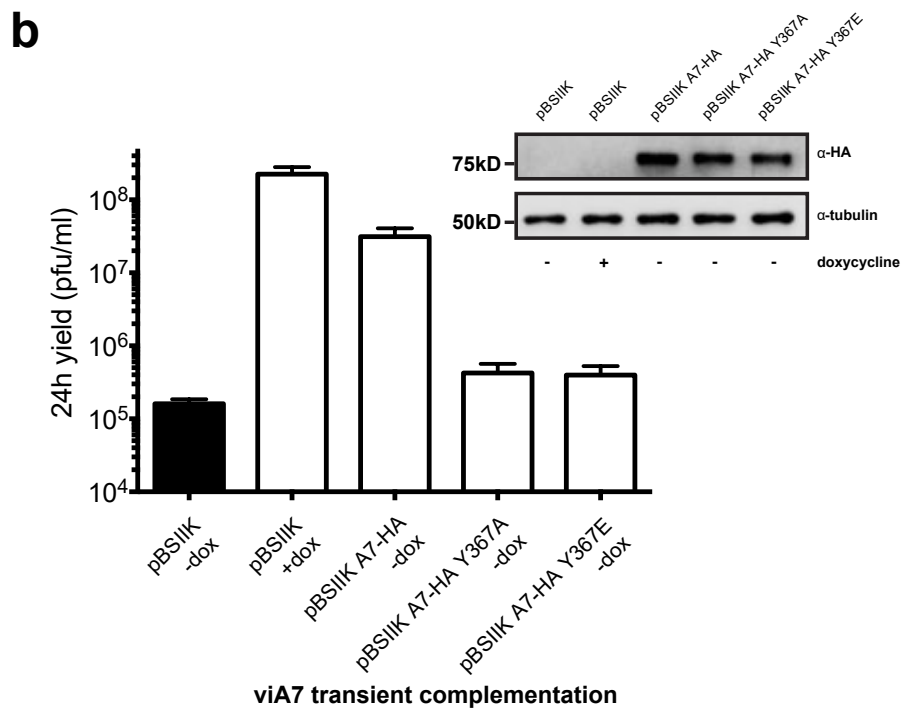 b
pBSIIK
pBSIIK
pBSIIK A7-HA
pBSIIK A7-HA Y367A
pBSIIK A7-HA Y367E
75kD
α-HA
50kD
α-tubulin
- + - - - doxycycline
24h yield (pfu/ml)
10⁸
10⁷
10⁶
10⁵
10⁴
pBSIIK
-dox
pBSIIK
+dox
pBSIIK A7-HA
-dox
pBSIIK A7-HA Y367A
-dox
pBSIIK A7-HA Y367E
-dox
viA7 transient complementation